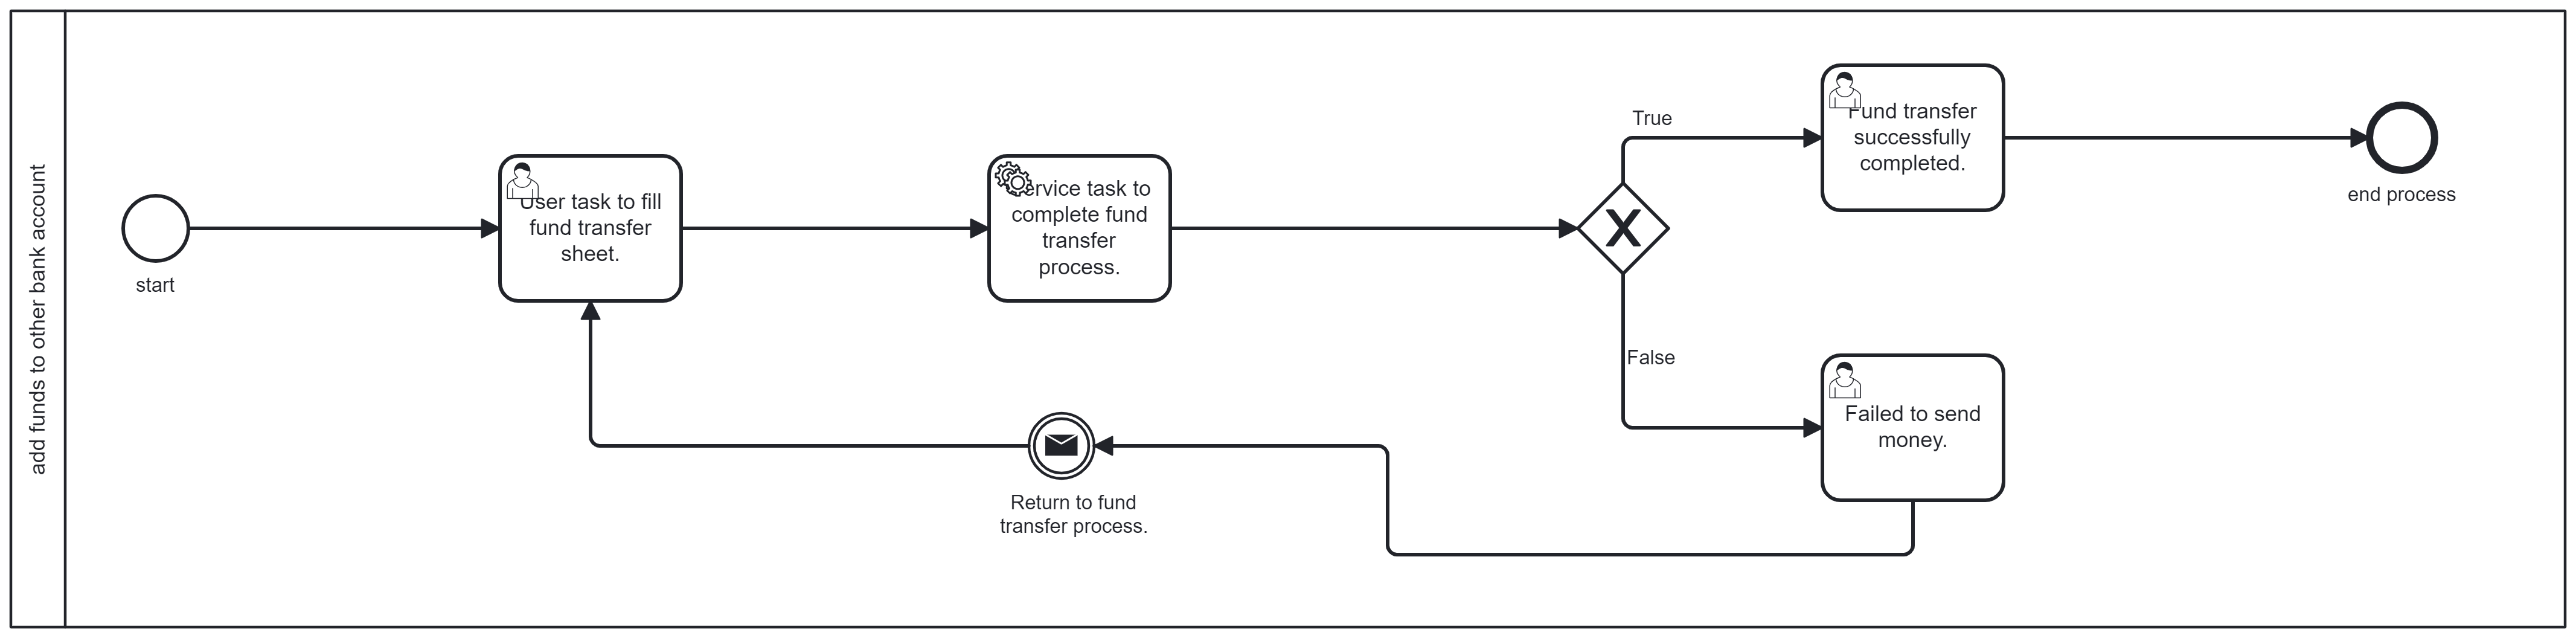 add funds to other bank account
start
User task to fill
fund transfer
sheet.
Service task to
complete fund
transfer
process.
True
False
Fund transfer
successfully
completed.
end process
Failed to send
money.
Return to fund
transfer process.